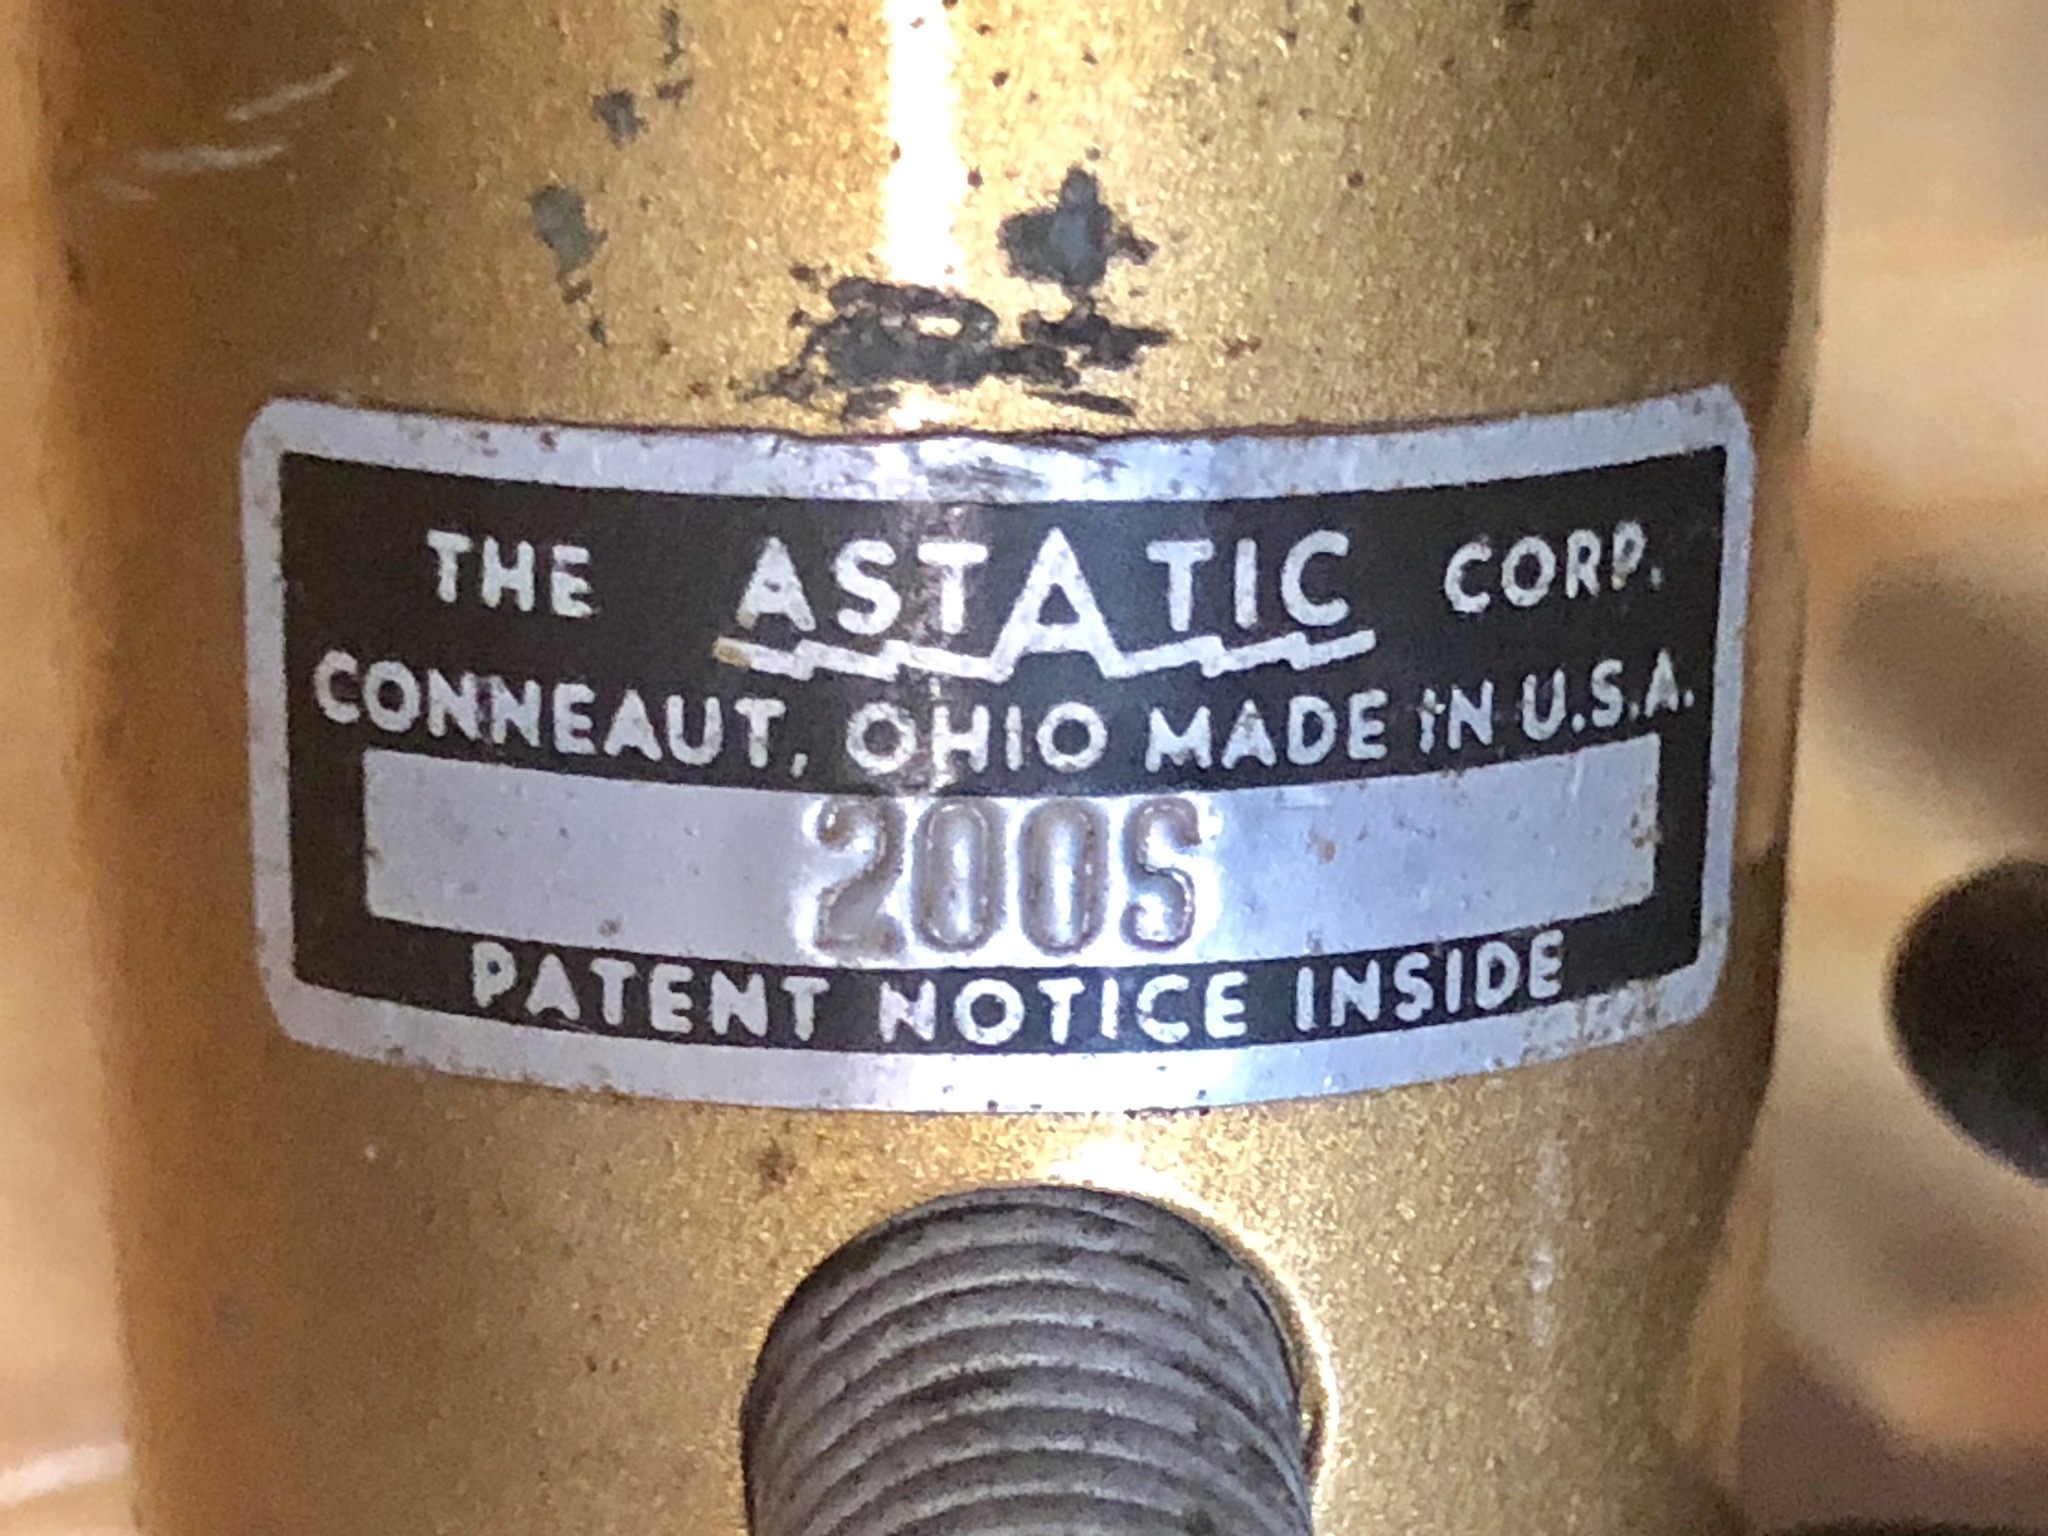 THE ASTATIC CORP.
CONNEAUT, OHIO MADE IN U.S.A.
200S
PATENT NOTICE INSIDE